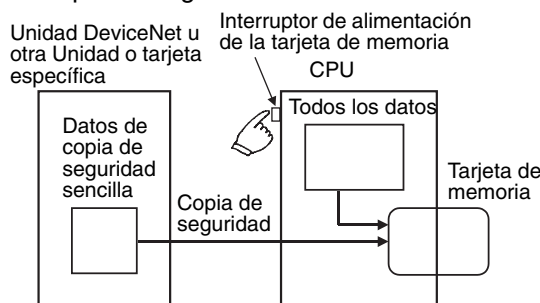 Unidad DeviceNet u
otra Unidad o tarjeta
específica
Interruptor de alimentación
de la tarjeta de memoria
CPU
Todos los datos
Datos de
copia de
seguridad
sencilla
Copia de
seguridad
Tarjeta de
memoria